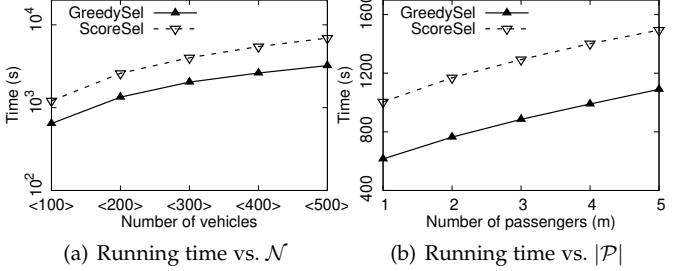 GreedySel
ScoreSel
Time (s)
10^4
10^3
10^2
<100> <200> <300> <400> <500>
Number of vehicles
(a) Running time vs. 𝒩
GreedySel
ScoreSel
Time (s)
1600
1200
800
400
1 2 3 4 5
Number of passengers (m)
(b) Running time vs. |𝒫|